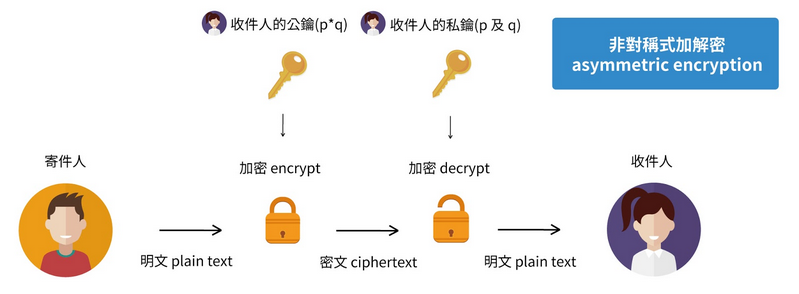 收件人的公鑰(p*q)
收件人的私鑰(p 及 q)
非對稱式加解密
asymmetric encryption
寄件人
加密 encrypt
加密 decrypt
收件人
明文 plain text
密文 ciphertext
明文 plain text